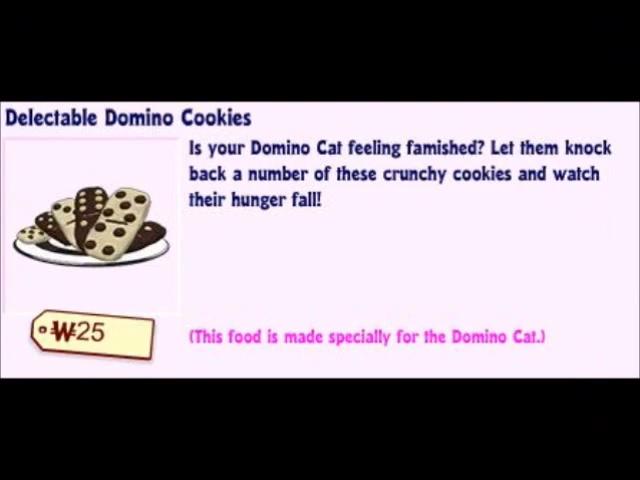 Delectable Domino Cookies
Is your Domino Cat feeling famished? Let them knock
back a number of these crunchy cookies and watch
their hunger fall!
₩25
(This food is made specially for the Domino Cat.)